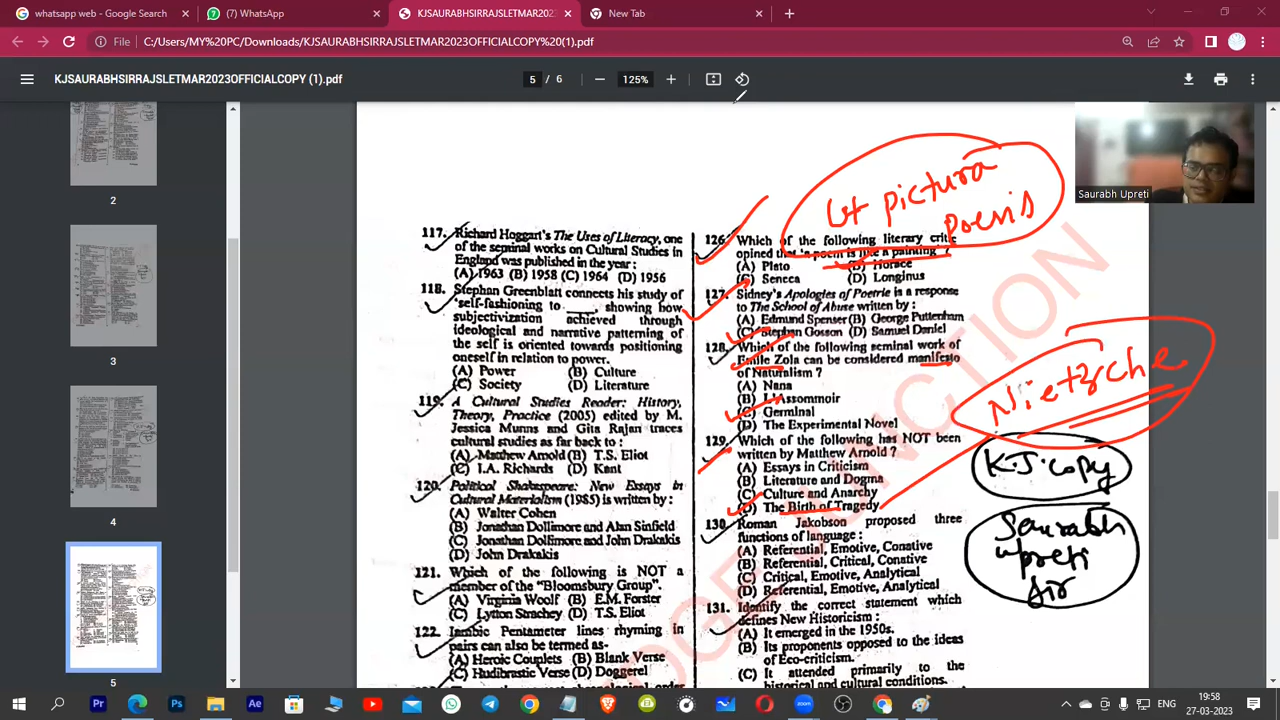 whatsapp web - Google Search
(7) WhatsApp
KJSAURABHSIRRAJSLETMAR2023
New Tab
File C:/Users/MY%20PC/Downloads/KJSAURABHSIRRAJSLETMAR2023OFFICIALCOPY%20(1).pdf
KJSAURABHSIRRAJSLETMAR2023OFFICIALCOPY (1).pdf
5 / 6
125%
2
3
4
5
117. Richard Hoggart's The Uses of Literacy, one
of the seminal works on Cultural Studies in
England was published in the year :
(A) 1963 (B) 1958 (C) 1964 (D) 1956
118. Stephan Greenblatt connects his study of
'self-fashioning to ____, showing how
subjectivization achieved through
ideological and narrative patterning of
the self is oriented towards positioning
oneself in relation to power.
(A) Power (B) Culture
(C) Society (D) Literature
119. A Cultural Studies Reader: History,
Theory, Practice (2005) edited by M.
Jessica Munns and Gita Rajan traces
cultural studies as far back to :
(A) Matthew Arnold (B) T.S. Eliot
(C) I.A. Richards (D) Kant
120. Political Shakespeare: New Essays in
Cultural Materialism (1985) is written by :
(A) Walter Cohen
(B) Jonathan Dollimore and Alan Sinfield
(C) Jonathan Dollimore and John Drakakis
(D) John Drakakis
121. Which of the following is NOT a
member of the "Bloomsbury Group".
(A) Virginia Woolf (B) E.M. Forster
(C) Lytton Strachey (D) T.S. Eliot
122. Iambic Pentameter lines rhyming in
pairs can also be termed as-
(A) Heroic Couplets (B) Blank Verse
(C) Hudibrastic Verse (D) Doggerel
Ut pictura
poesis
126. Which of the following literary critic
opined that 'a poem is like a painting' ?
(A) Plato (B) Horace
(C) Seneca (D) Longinus
127. Sidney's Apologies of Poetrie is a response
to The School of Abuse written by :
(A) Edmund Spenser (B) George Puttenham
(C) Stephan Gosson (D) Samuel Daniel
128. Which of the following seminal work of
Emile Zola can be considered manifesto
of Naturalism ?
(A) Nana
(B) L'Assommoir
(C) Germinal
(D) The Experimental Novel
129. Which of the following has NOT been
written by Matthew Arnold ?
(A) Essays in Criticism
(B) Literature and Dogma
(C) Culture and Anarchy
(D) The Birth of Tragedy
130. Roman Jakobson proposed three
functions of language :
(A) Referential, Emotive, Conative
(B) Referential, Critical, Conative
(C) Critical, Emotive, Analytical
(D) Referential, Emotive, Analytical
131. Identify the correct statement which
defines New Historicism :
(A) It emerged in the 1950s.
(B) Its proponents opposed to the ideas
of Eco-criticism.
(C) It attended primarily to the
historical and cultural conditions.
Nietzsche
K.J. copy
Saurabh
upreti
sir
Saurabh Upreti
ENG
19:58
27-03-2023